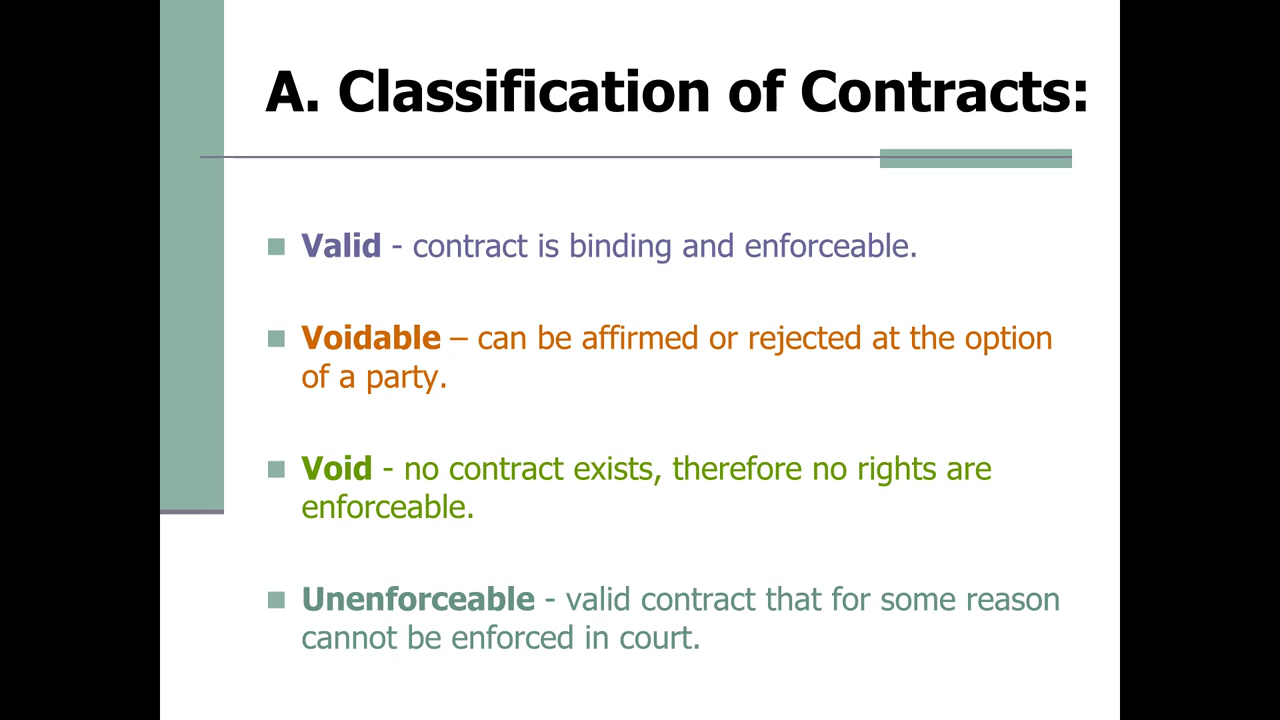 A. Classification of Contracts:
Valid - contract is binding and enforceable.
Voidable – can be affirmed or rejected at the option
of a party.
Void - no contract exists, therefore no rights are
enforceable.
Unenforceable - valid contract that for some reason
cannot be enforced in court.